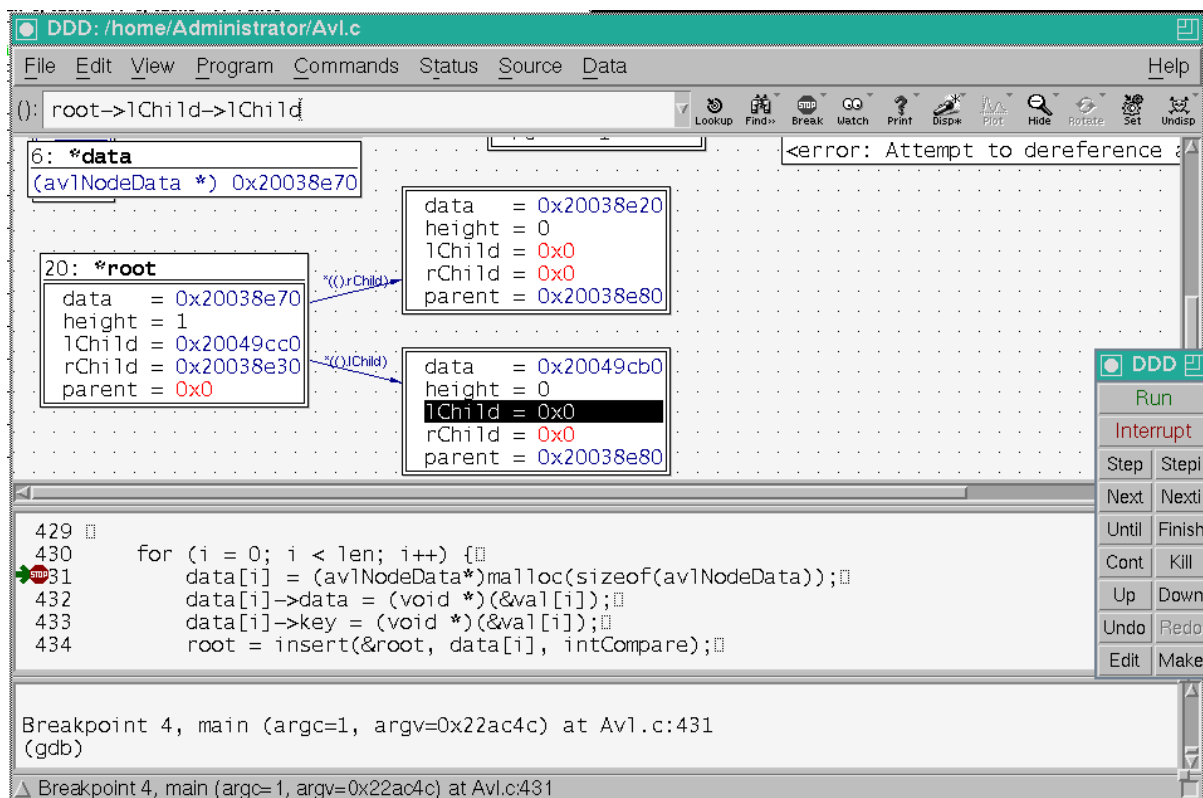 DDD: /home/Administrator/Avl.c
File Edit View Program Commands Status Source Data Help
(): root->lChild->lChild
Lookup Find» Break Watch Print Disp* Plot Hide Rotate Set Undisp
6: *data
(avlNodeData *) 0x20038e70
<error: Attempt to dereference a
data = 0x20038e20
height = 0
lChild = 0x0
rChild = 0x0
parent = 0x20038e80
20: *root
data = 0x20038e70
height = 1
lChild = 0x20049cc0
rChild = 0x20038e30
parent = 0x0
*(().rChild)
*(().lChild)
data = 0x20049cb0
height = 0
lChild = 0x0
rChild = 0x0
parent = 0x20038e80
DDD
Run
Interrupt
Step Stepi
Next Nexti
Until Finish
Cont Kill
Up Down
Undo Redo
Edit Make
429
430 for (i = 0; i < len; i++) {
31 data[i] = (avlNodeData*)malloc(sizeof(avlNodeData));
432 data[i]->data = (void *)(&val[i]);
433 data[i]->key = (void *)(&val[i]);
434 root = insert(&root, data[i], intCompare);
Breakpoint 4, main (argc=1, argv=0x22ac4c) at Avl.c:431
(gdb)
Breakpoint 4, main (argc=1, argv=0x22ac4c) at Avl.c:431